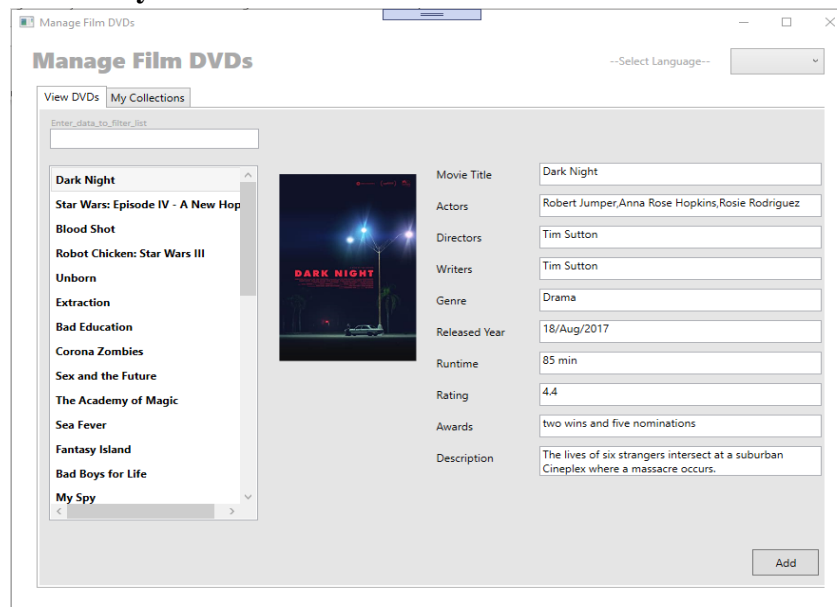 Manage Film DVDs
Manage Film DVDs
--Select Language--
View DVDs My Collections
Enter_data_to_filter_list
Dark Night
Star Wars: Episode IV - A New Hop
Blood Shot
Robot Chicken: Star Wars III
Unborn
Extraction
Bad Education
Corona Zombies
Sex and the Future
The Academy of Magic
Sea Fever
Fantasy Island
Bad Boys for Life
My Spy
DARK NIGHT
Movie Title Dark Night
Actors Robert Jumper,Anna Rose Hopkins,Rosie Rodriguez
Directors Tim Sutton
Writers Tim Sutton
Genre Drama
Released Year 18/Aug/2017
Runtime 85 min
Rating 4.4
Awards two wins and five nominations
Description The lives of six strangers intersect at a suburban
Cineplex where a massacre occurs.
Add